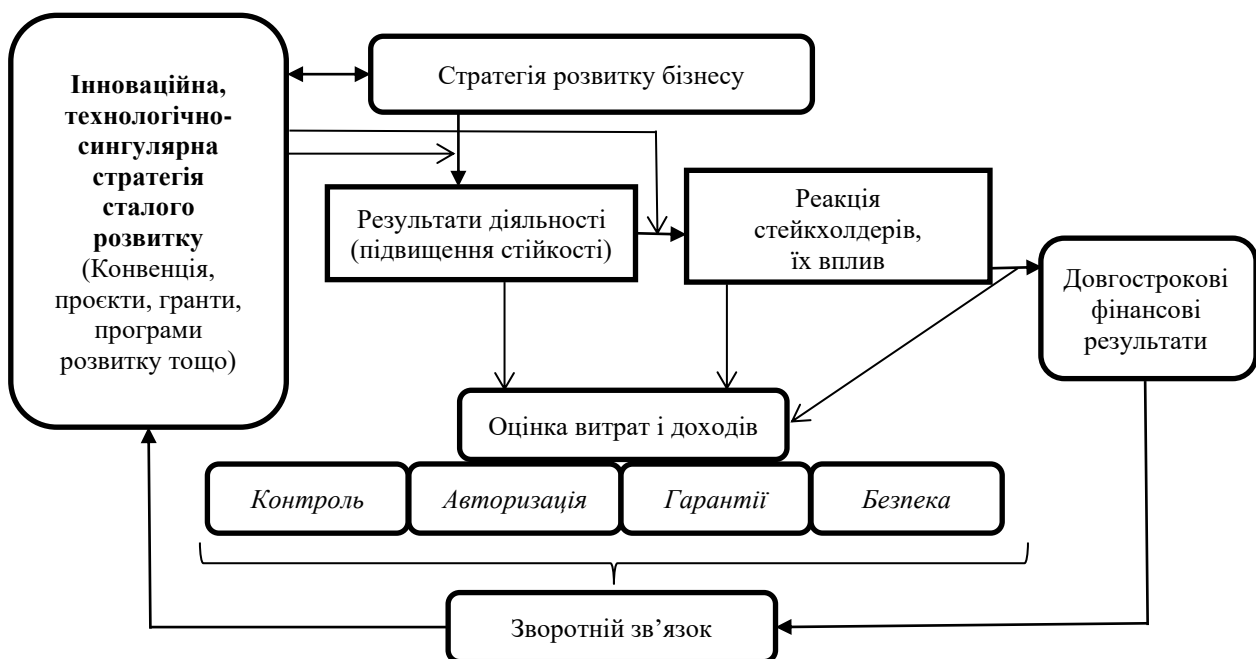 Інноваційна,
технологічно-
сингулярна
стратегія
сталого
розвитку
(Конвенція,
проєкти, гранти,
програми
розвитку тощо)
Стратегія розвитку бізнесу
Результати діяльності
(підвищення стійкості)
Реакція
стейкхолдерів,
їх вплив
Довгострокові
фінансові
результати
Оцінка витрат і доходів
Контроль
Авторизація
Гарантії
Безпека
Зворотній зв’язок